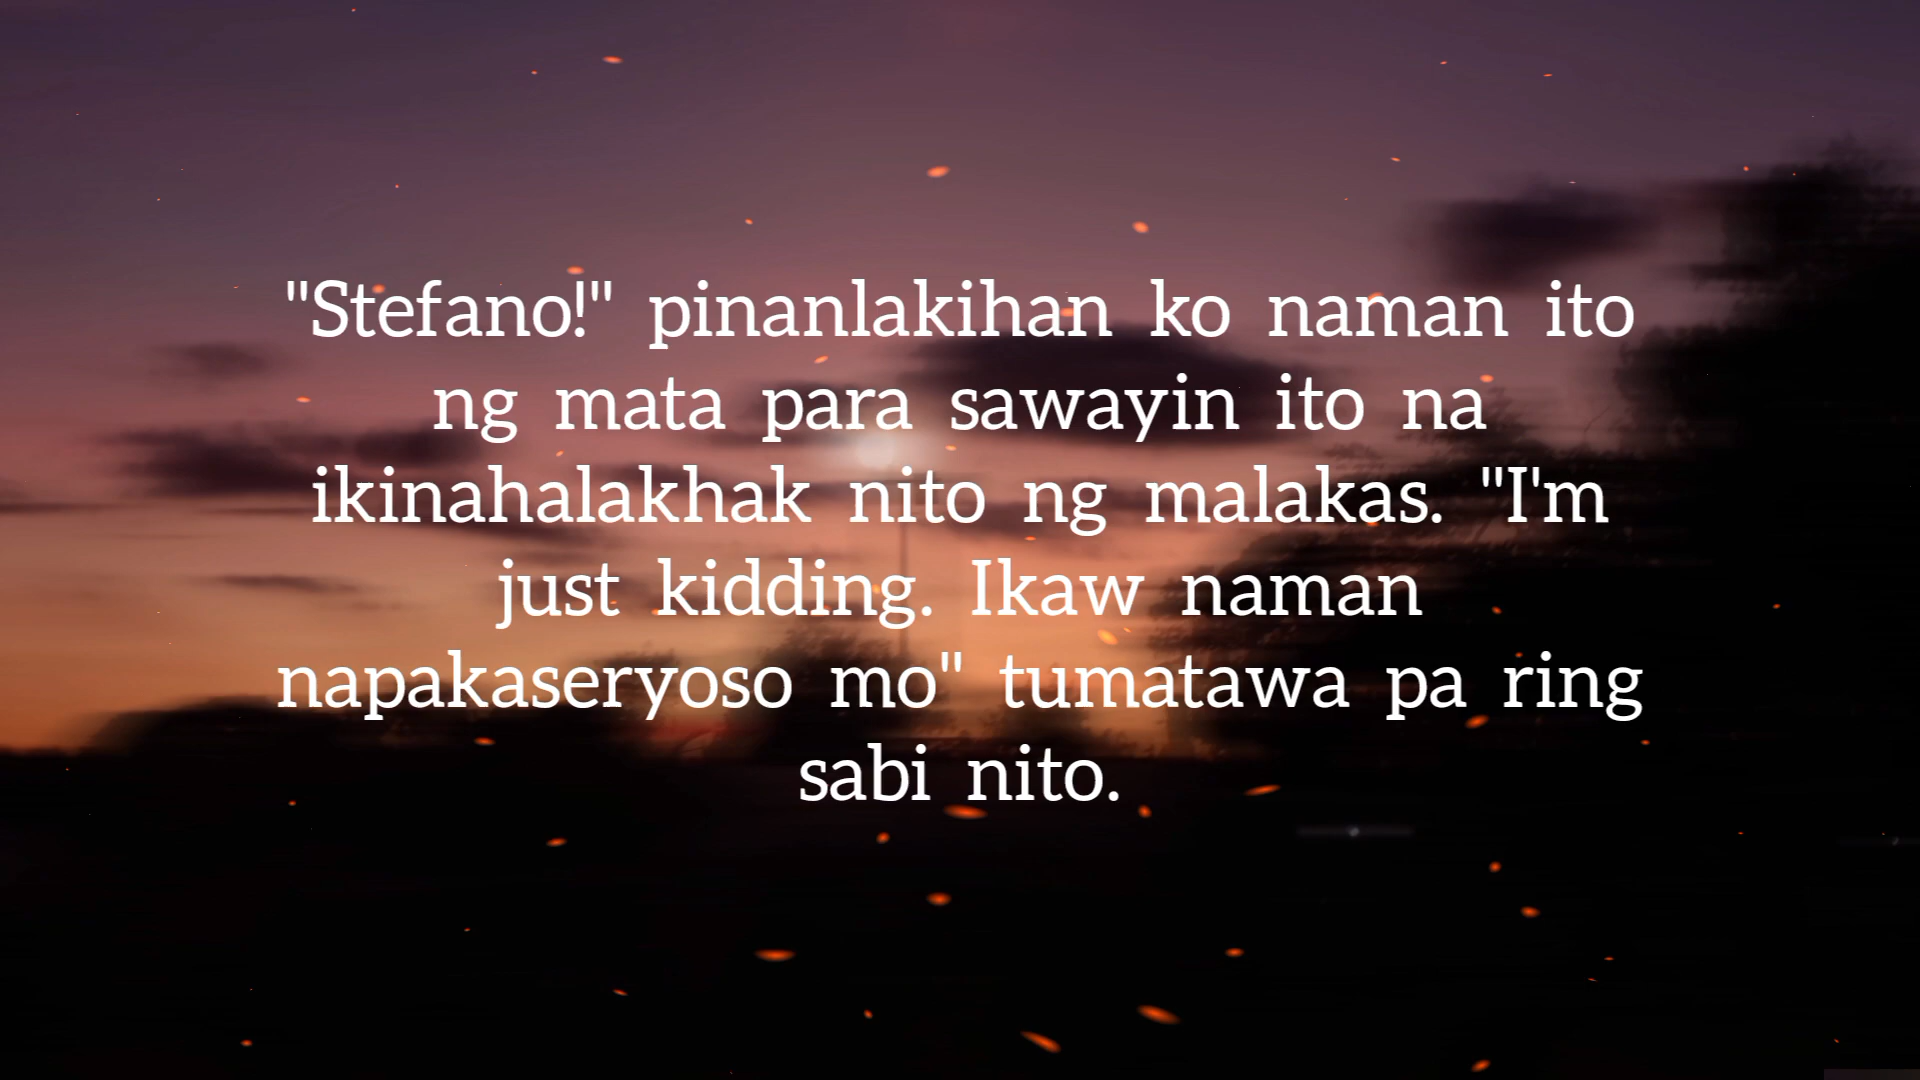 "Stefano!" pinanlakihan ko naman ito
ng mata para sawayin ito na
ikinahalakhak nito ng malakas. "I'm
just kidding. Ikaw naman
napakaseryoso mo" tumatawa pa ring
sabi nito.